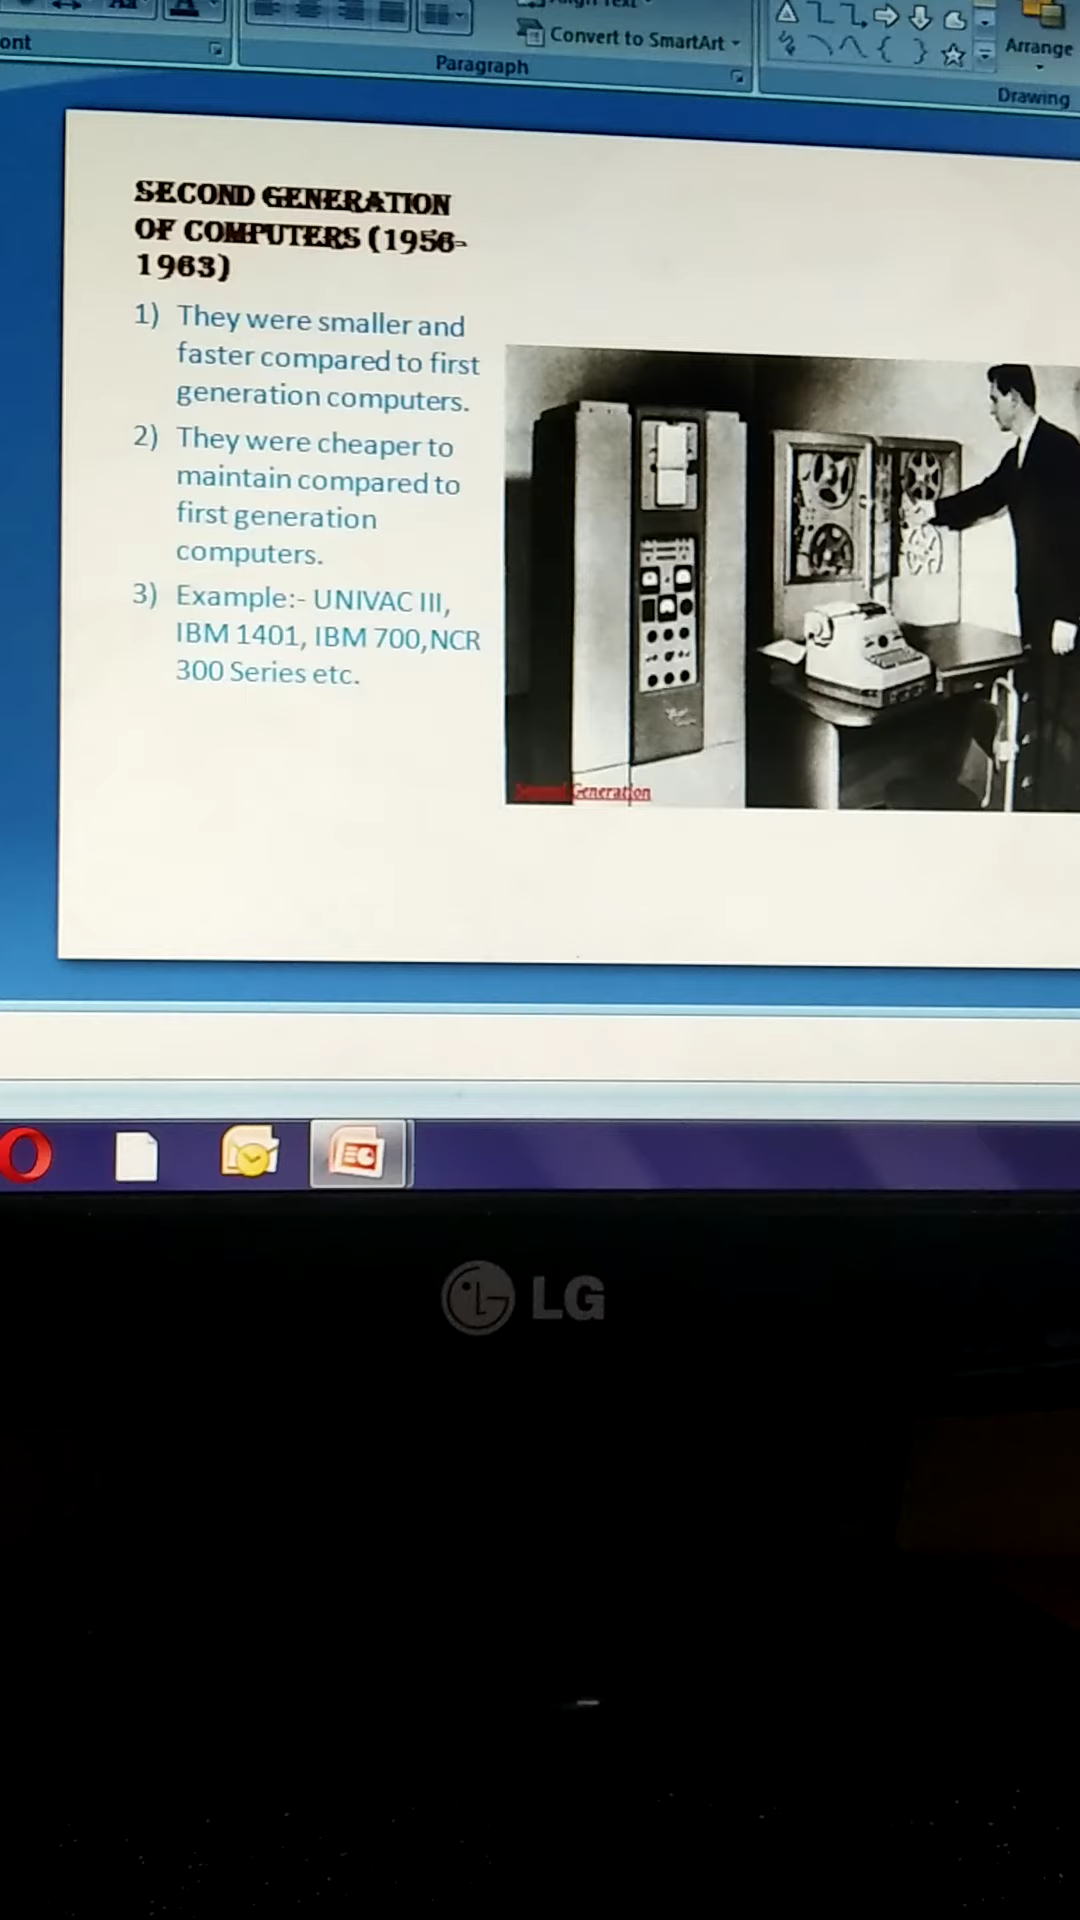 ont
Paragraph
Convert to SmartArt
Arrange
Drawing
SECOND GENERATION
OF COMPUTERS (1956-
1963)
1) They were smaller and
faster compared to first
generation computers.
2) They were cheaper to
maintain compared to
first generation
computers.
3) Example:- UNIVAC III,
IBM 1401, IBM 700,NCR
300 Series etc.
Second Generation
LG